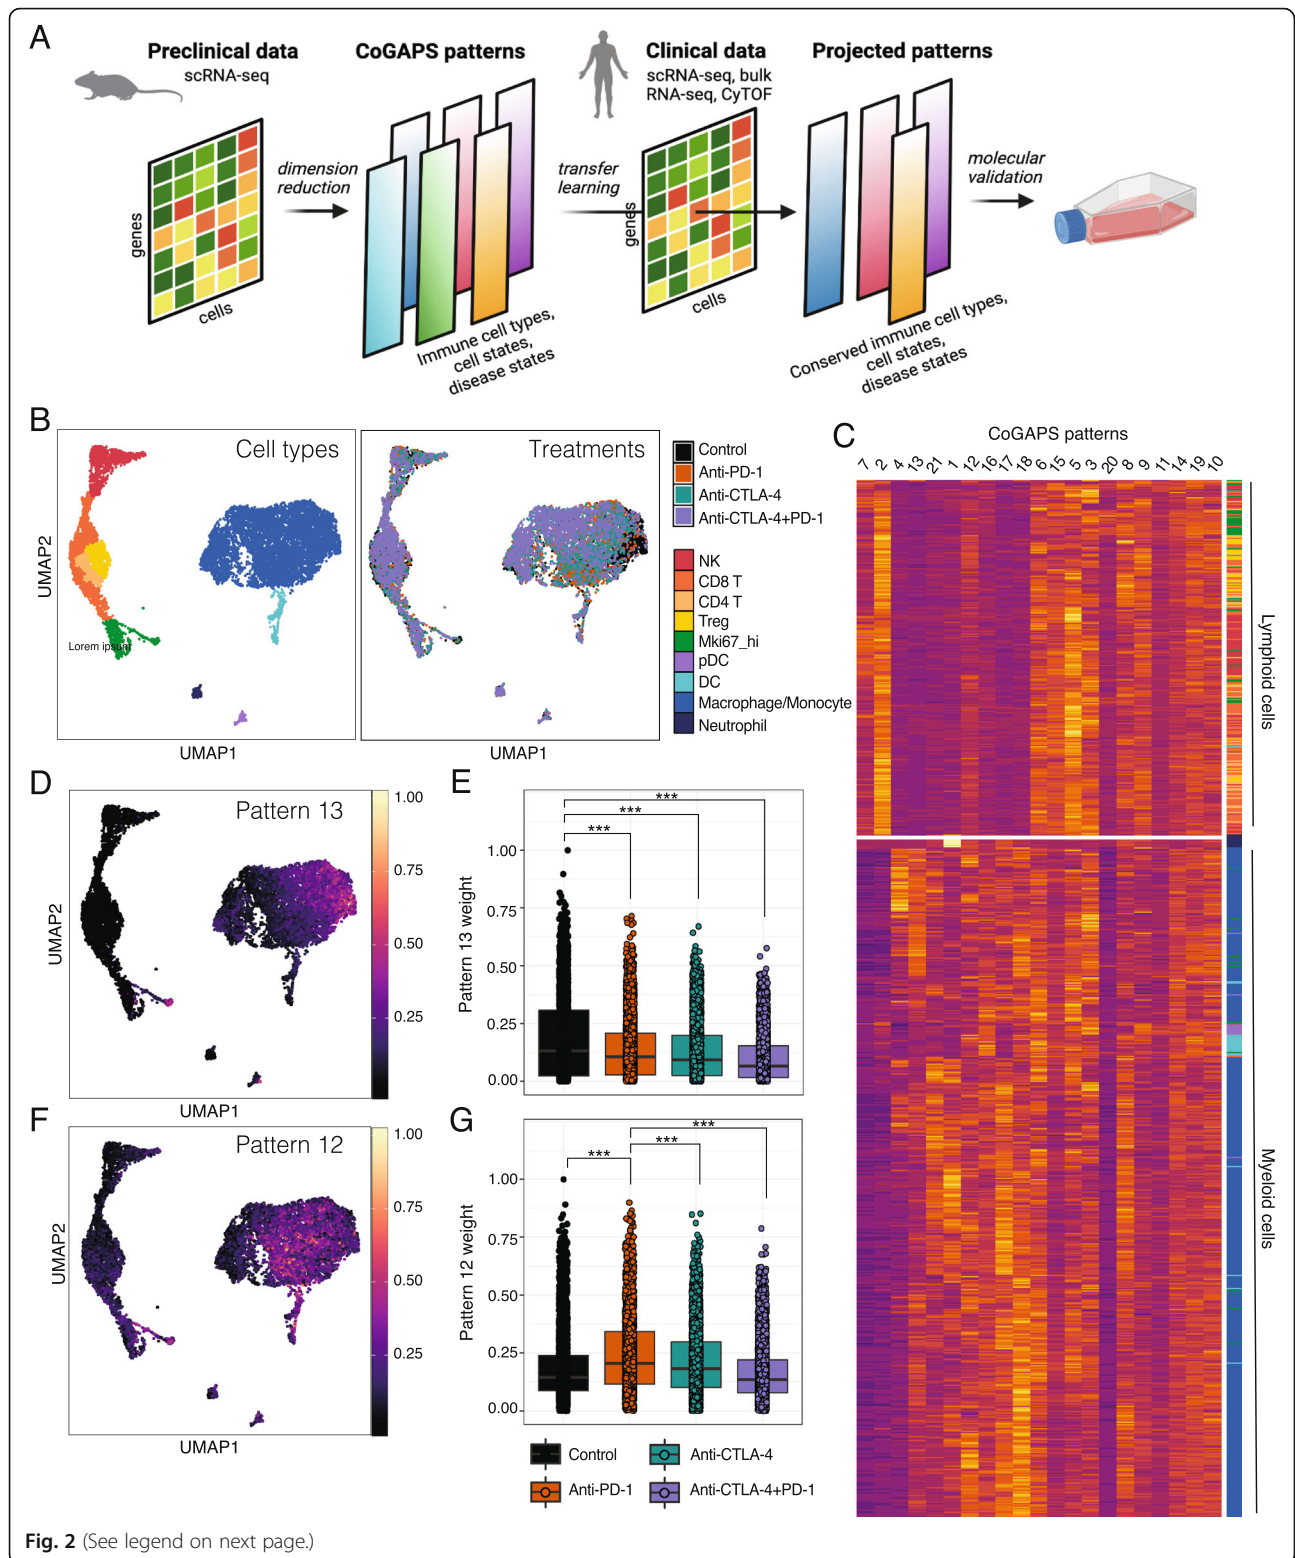 A
Preclinical data
scRNA-seq
CoGAPS patterns
Clinical data
scRNA-seq, bulk
RNA-seq, CyTOF
Projected patterns
dimension
reduction
transfer
learning
molecular
validation
genes
cells
genes
cells
Immune cell types,
cell states,
disease states
Conserved immune cell types,
cell states,
disease states
B
Cell types
Treatments
UMAP2
Lorem ipsum
UMAP1
UMAP1
Control
Anti-PD-1
Anti-CTLA-4
Anti-CTLA-4+PD-1
NK
CD8 T
CD4 T
Treg
Mki67_hi
pDC
DC
Macrophage/Monocyte
Neutrophil
C
CoGAPS patterns
7 2 4 13 21 1 12 16 17 18 6 15 5 3 20 8 9 11 14 19 10
Lymphoid cells
Myeloid cells
D
Pattern 13
1.00
0.75
0.50
0.25
UMAP2
UMAP1
E
***
***
***
1.00
0.75
0.50
0.25
0.00
Pattern 13 weight
F
Pattern 12
1.00
0.75
0.50
0.25
UMAP2
UMAP1
G
***
***
***
1.00
0.75
0.50
0.25
0.00
Pattern 12 weight
Control
Anti-CTLA-4
Anti-PD-1
Anti-CTLA-4+PD-1
Fig. 2 (See legend on next page.)